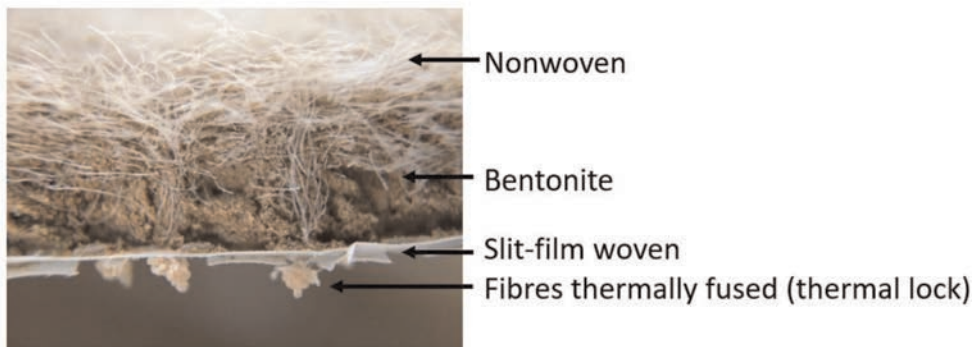 Nonwoven
Bentonite
Slit-film woven
Fibres thermally fused (thermal lock)